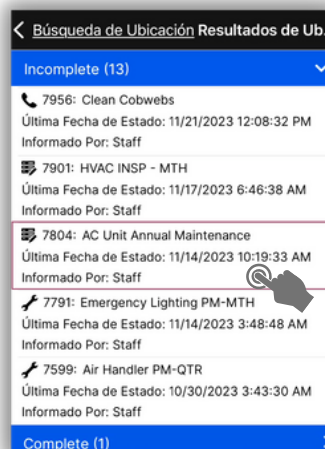 Búsqueda de Ubicación Resultados de Ub.
Incomplete (13)
7956: Clean Cobwebs
Última Fecha de Estado: 11/21/2023 12:08:32 PM
Informado Por: Staff
7901: HVAC INSP - MTH
Última Fecha de Estado: 11/17/2023 6:46:38 AM
Informado Por: Staff
7804: AC Unit Annual Maintenance
Última Fecha de Estado: 11/14/2023 10:19:33 AM
Informado Por: Staff
7791: Emergency Lighting PM-MTH
Última Fecha de Estado: 11/14/2023 3:48:48 AM
Informado Por: Staff
7599: Air Handler PM-QTR
Última Fecha de Estado: 10/30/2023 3:43:30 AM
Informado Por: Staff
Complete (1)